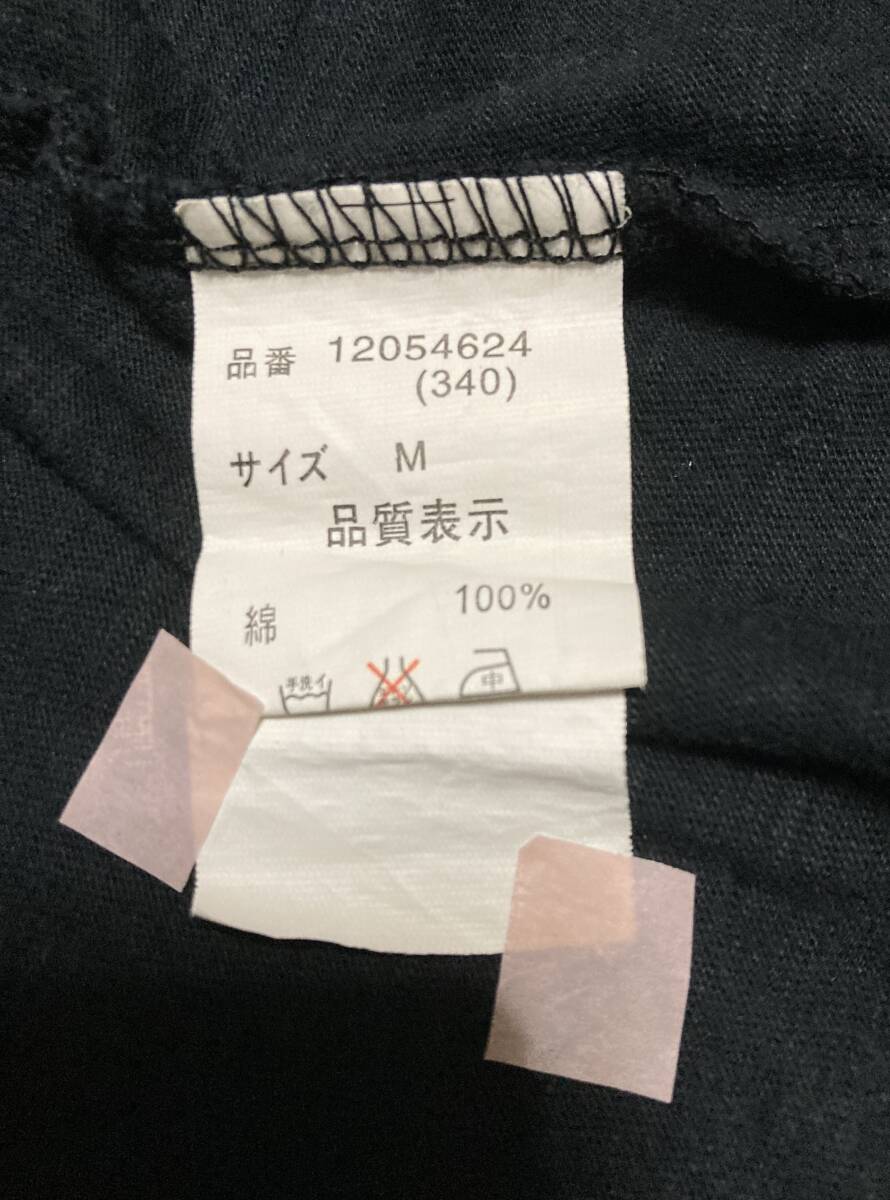 品番 12054624
(340)
サイズ M
品質表示
綿 100%
手洗イ 中